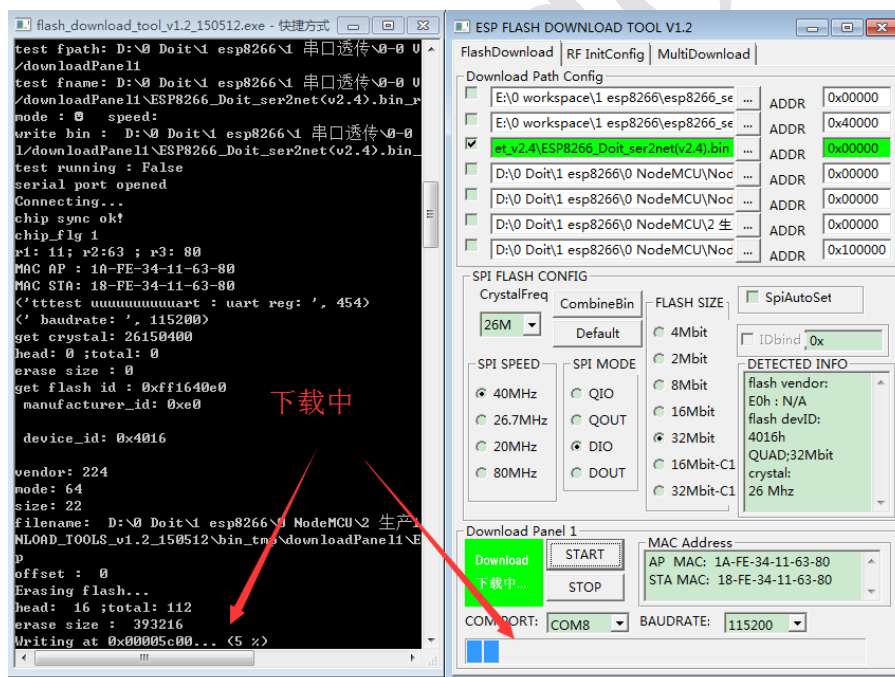 flash_download_tool_v1.2_150512.exe - 快捷方式
test fpath: D:\0 Doit\1 esp8266\1 串口透传\0-0 U
/downloadPanel1
test fname: D:\0 Doit\1 esp8266\1 串口透传\0-0 U
/downloadPanel1\ESP8266_Doit_ser2net(v2.4).bin_r
mode : 0 speed:
write bin : D:\0 Doit\1 esp8266\1 串口透传\0-0
l/downloadPanel1\ESP8266_Doit_ser2net(v2.4).bin_
test running : False
serial port opened
Connecting...
chip sync ok!
chip_flg 1
r1: 11; r2:63 ; r3: 80
MAC AP : 1A-FE-34-11-63-80
MAC STA: 18-FE-34-11-63-80
('tttest uuuuuuuuuuart : uart reg: ', 454)
(' baudrate: ', 115200)
get crystal: 26150400
head: 0 ;total: 0
erase size : 0
get flash id : 0xff1640e0
manufacturer_id: 0xe0
下载中
device_id: 0x4016
vendor: 224
mode: 64
size: 22
filename: D:\0 Doit\1 esp8266\0 NodeMCU\2 生产
NLOAD_TOOLS_v1.2_150512\bin_tmp\downloadPanel1\E
p
offset : 0
Erasing flash...
head: 16 ;total: 112
erase size : 393216
Writing at 0x00005c00... (5 %)
ESP FLASH DOWNLOAD TOOL V1.2
FlashDownload RF InitConfig MultiDownload
Download Path Config
E:\0 workspace\1 esp8266\esp8266_se ... ADDR 0x00000
E:\0 workspace\1 esp8266\esp8266_se ... ADDR 0x40000
et_v2.4\ESP8266_Doit_ser2net(v2.4).bin ... ADDR 0x00000
D:\0 Doit\1 esp8266\0 NodeMCU\Nod ... ADDR 0x00000
D:\0 Doit\1 esp8266\0 NodeMCU\Nod ... ADDR 0x00000
D:\0 Doit\1 esp8266\0 NodeMCU\2 生 ... ADDR 0x00000
D:\0 Doit\1 esp8266\0 NodeMCU\Nod ... ADDR 0x100000
SPI FLASH CONFIG
CrystalFreq
26M
CombineBin
Default
SPI SPEED
40MHz
26.7MHz
20MHz
80MHz
SPI MODE
QIO
QOUT
DIO
DOUT
FLASH SIZE
4Mbit
2Mbit
8Mbit
16Mbit
32Mbit
16Mbit-C1
32Mbit-C1
SpiAutoSet
IDbind 0x
DETECTED INFO
flash vendor:
E0h : N/A
flash devID:
4016h
QUAD;32Mbit
crystal:
26 Mhz
Download Panel 1
Download
下载中...
START
STOP
MAC Address
AP MAC: 1A-FE-34-11-63-80
STA MAC: 18-FE-34-11-63-80
COM PORT: COM8 BAUDRATE: 115200